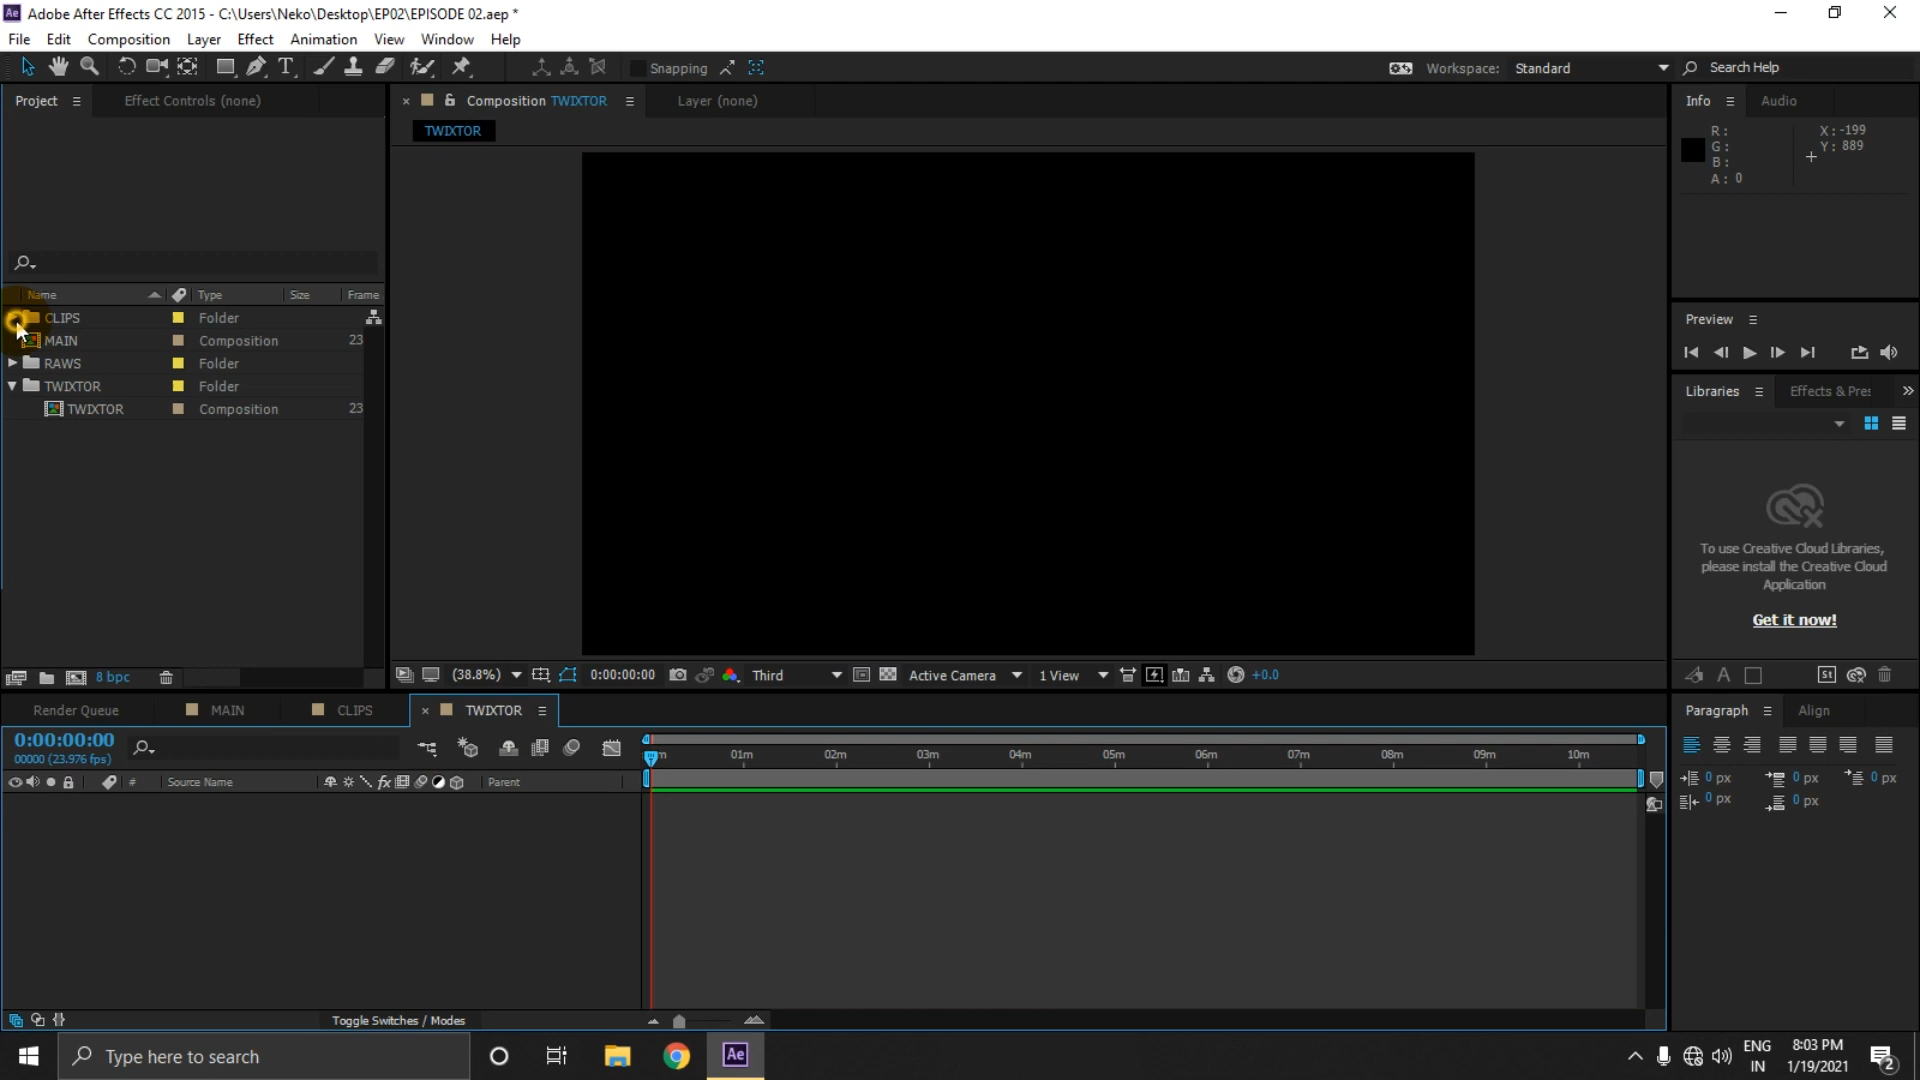 Adobe After Effects CC 2015 - C:\Users\Neko\Desktop\EP02\EPISODE 02.aep *
File Edit Composition Layer Effect Animation View Window Help
Snapping
Workspace: Standard
Search Help
Project
Effect Controls (none)
Composition TWIXTOR
Layer (none)
TWIXTOR
Info
Audio
R:
G:
B:
A: 0
X: -199
Y: 889
Name Type Size Frame
CLIPS Folder
MAIN Composition 23
RAWS Folder
TWIXTOR Folder
TWIXTOR Composition 23
8 bpc
Preview
Libraries
Effects & Pre:
To use Creative Cloud Libraries,
please install the Creative Cloud
Application
Get it now!
St
(38.8%) 0:00:00:00 Third Active Camera 1 View +0.0
Render Queue
MAIN
CLIPS
TWIXTOR
0:00:00:00
00000 (23.976 fps)
# Source Name fx Parent
01m 02m 03m 04m 05m 06m 07m 08m 09m 10m
Toggle Switches / Modes
Paragraph
Align
0 px 0 px 0 px
0 px 0 px
Type here to search
Ae
ENG
IN
8:03 PM
1/19/2021
2